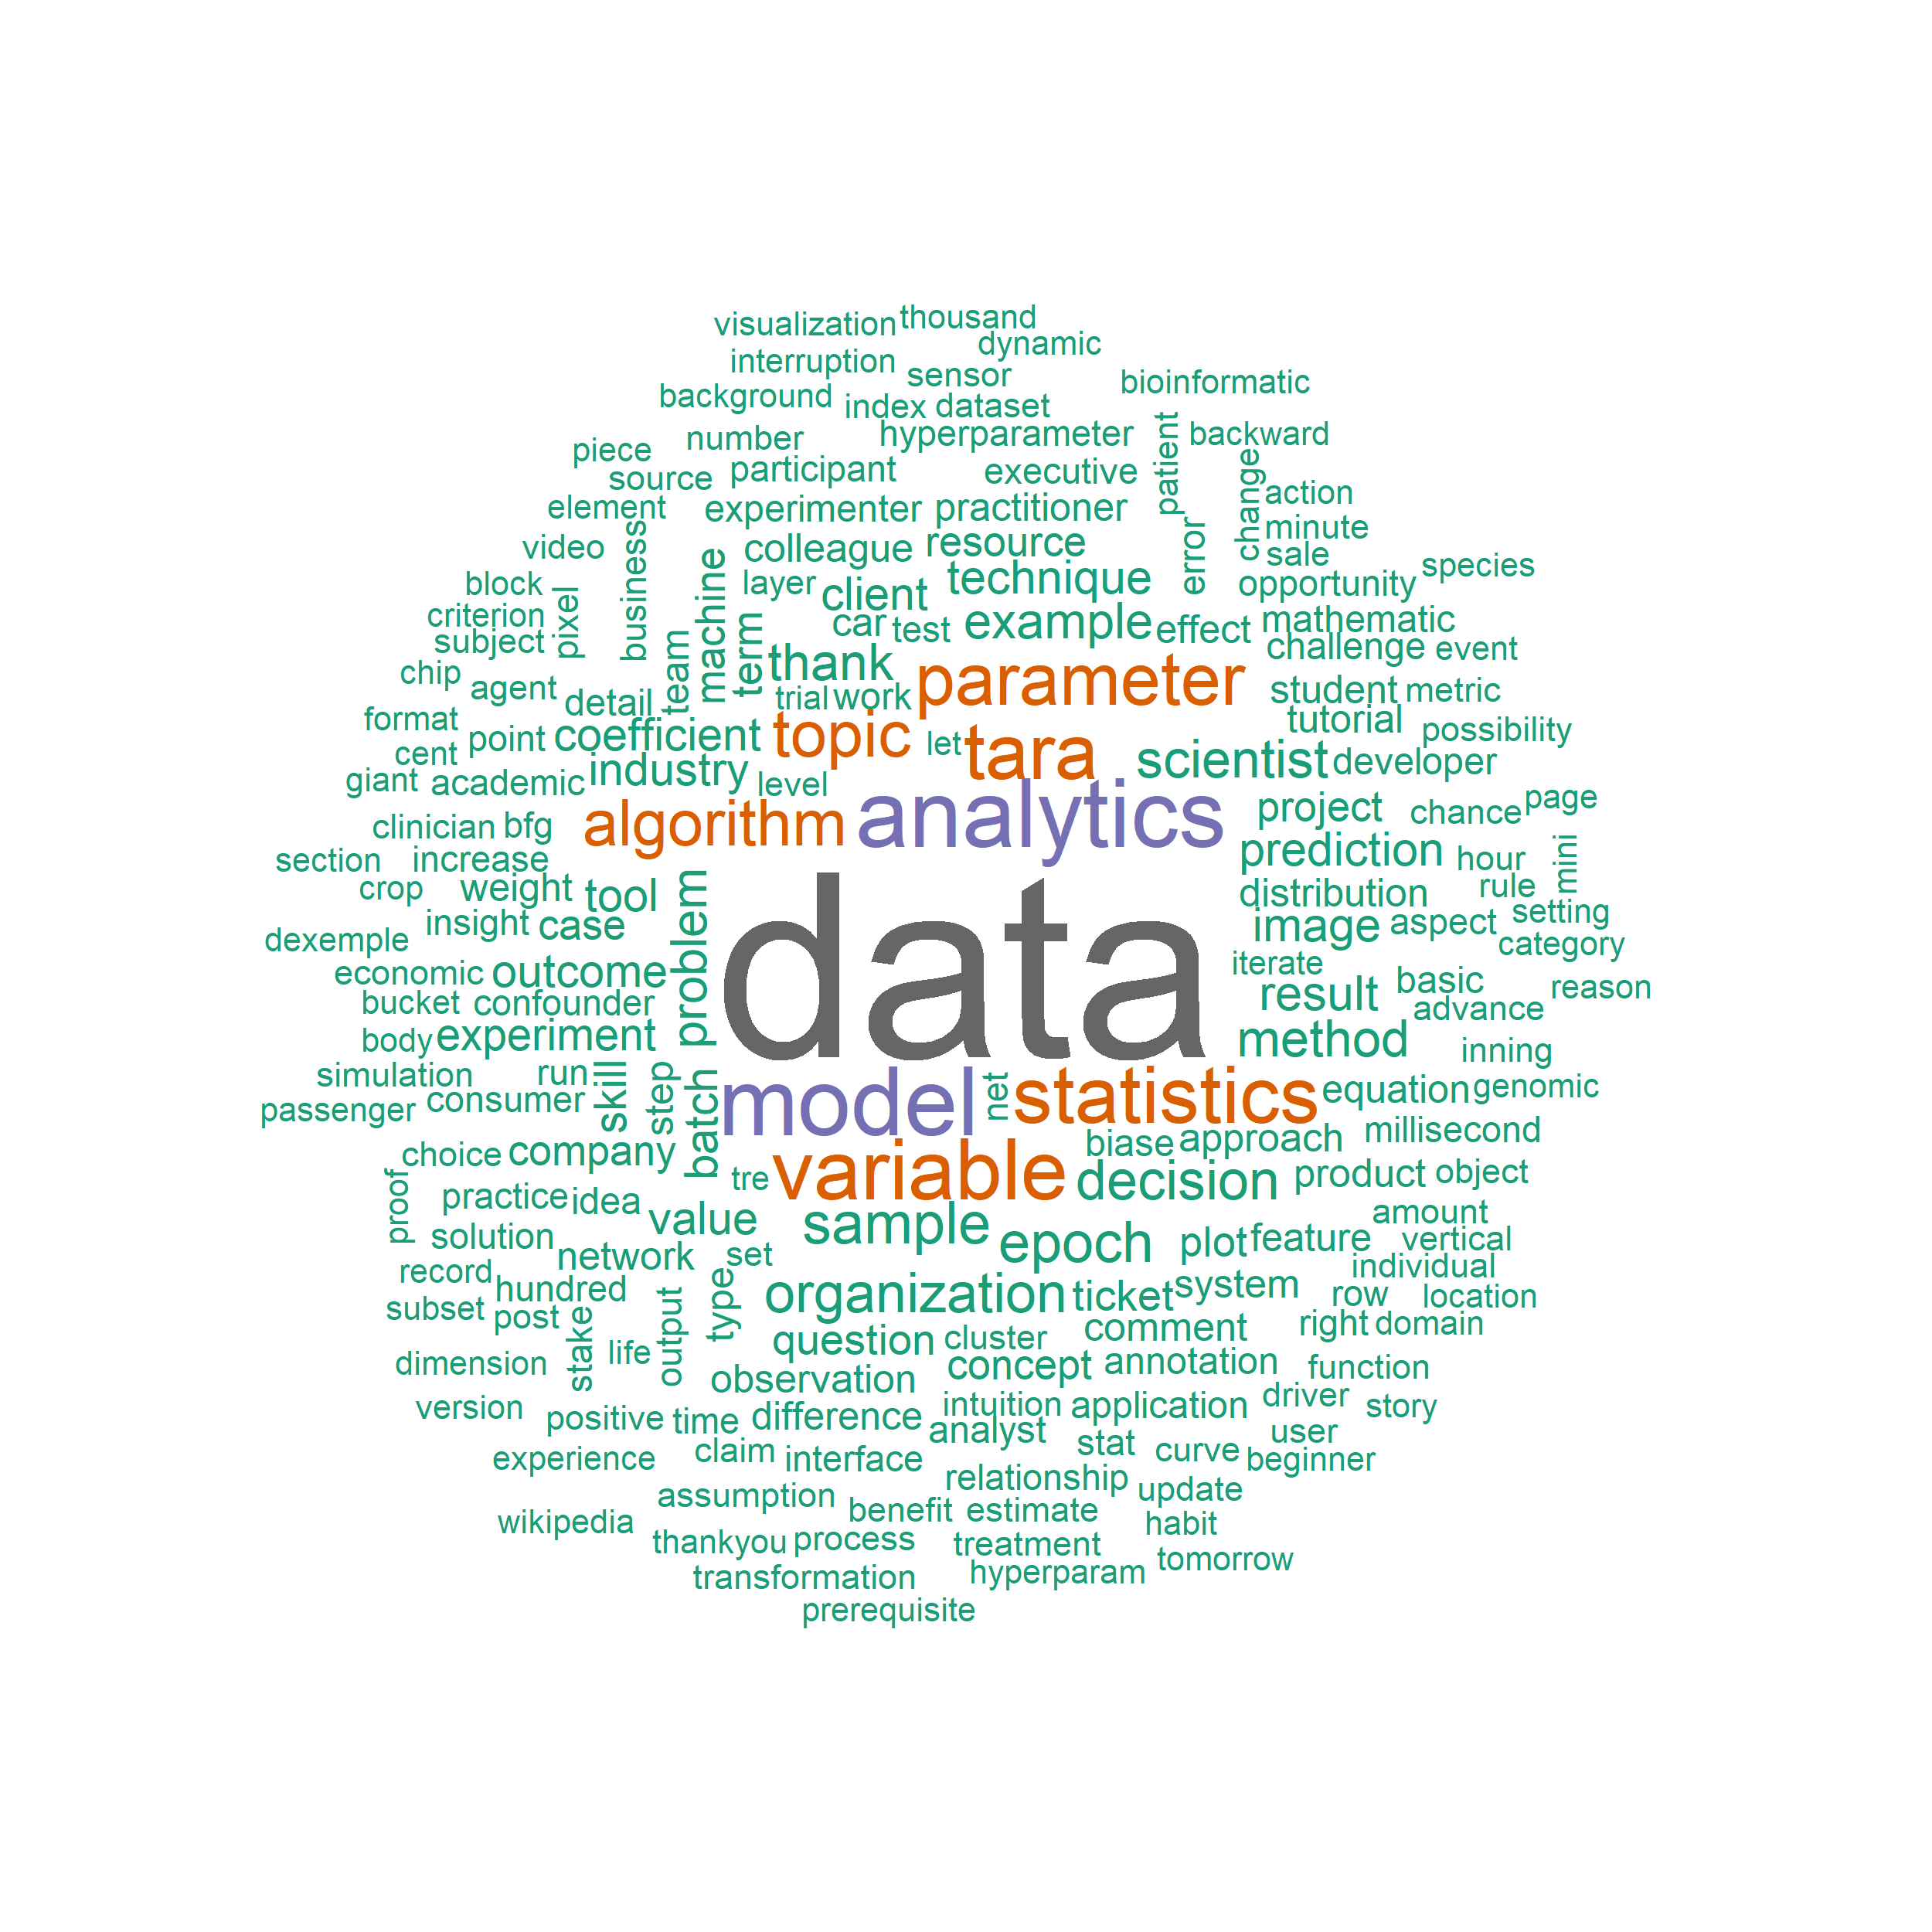 visualization thousand
dynamic
interruption
sensor
bioinformatic
background
index dataset
number hyperparameter patient backward
piece
source participant executive change action
element experimenter practitioner
video business colleague resource error minute
sale
block pixel machine layer client technique opportunity species
criterion car test example effect mathematic
subject team term challenge event
chip agent detail thank parameter student metric
trial work
format point coefficient topic let tara tutorial possibility
cent scientist developer
giant academic industry level
algorithm analytics project chance page
clinician bfg
section increase prediction hour mini
crop weight tool problem data distribution rule
insight case image aspect setting
dexemple category
economic outcome iterate basic reason
bucket confounder result advance
body experiment method inning
simulation run skill step batch model net statistics equation genomic
passenger consumer
choice company biase approach millisecond
proof practice idea tre variable decision product object
value sample amount
solution network set epoch plot feature vertical
record hundred output type organization ticket system individual
subset post stake row location
life question cluster comment right domain
dimension observation concept annotation function
version positive time difference intuition application driver story
experience claim interface analyst stat curve user
relationship beginner
assumption benefit estimate update
wikipedia habit
thankyou process treatment tomorrow
transformation hyperparam
prerequisite